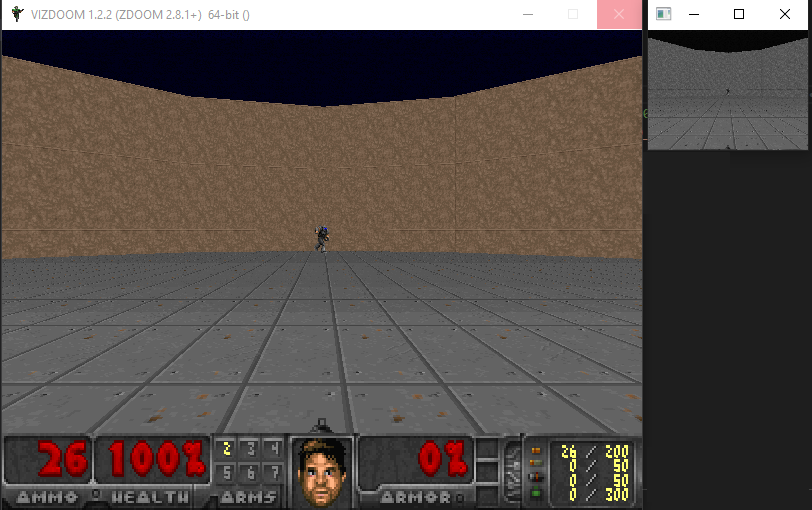 VIZDOOM 1.2.2 (ZDOOM 2.8.1+) 64-bit ()
26 100% 2 3 4 0% 26 / 200
0 / 50
5 6 7 0 / 50
0 / 300
AMMO HEALTH ARMS ARMOR